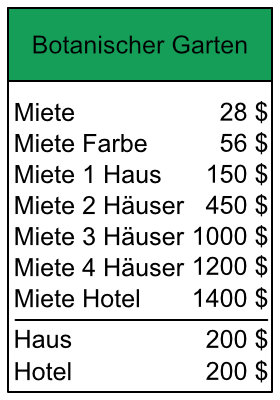 Botanischer Garten
Miete 28 $
Miete Farbe 56 $
Miete 1 Haus 150 $
Miete 2 Häuser 450 $
Miete 3 Häuser 1000 $
Miete 4 Häuser 1200 $
Miete Hotel 1400 $
Haus 200 $
Hotel 200 $